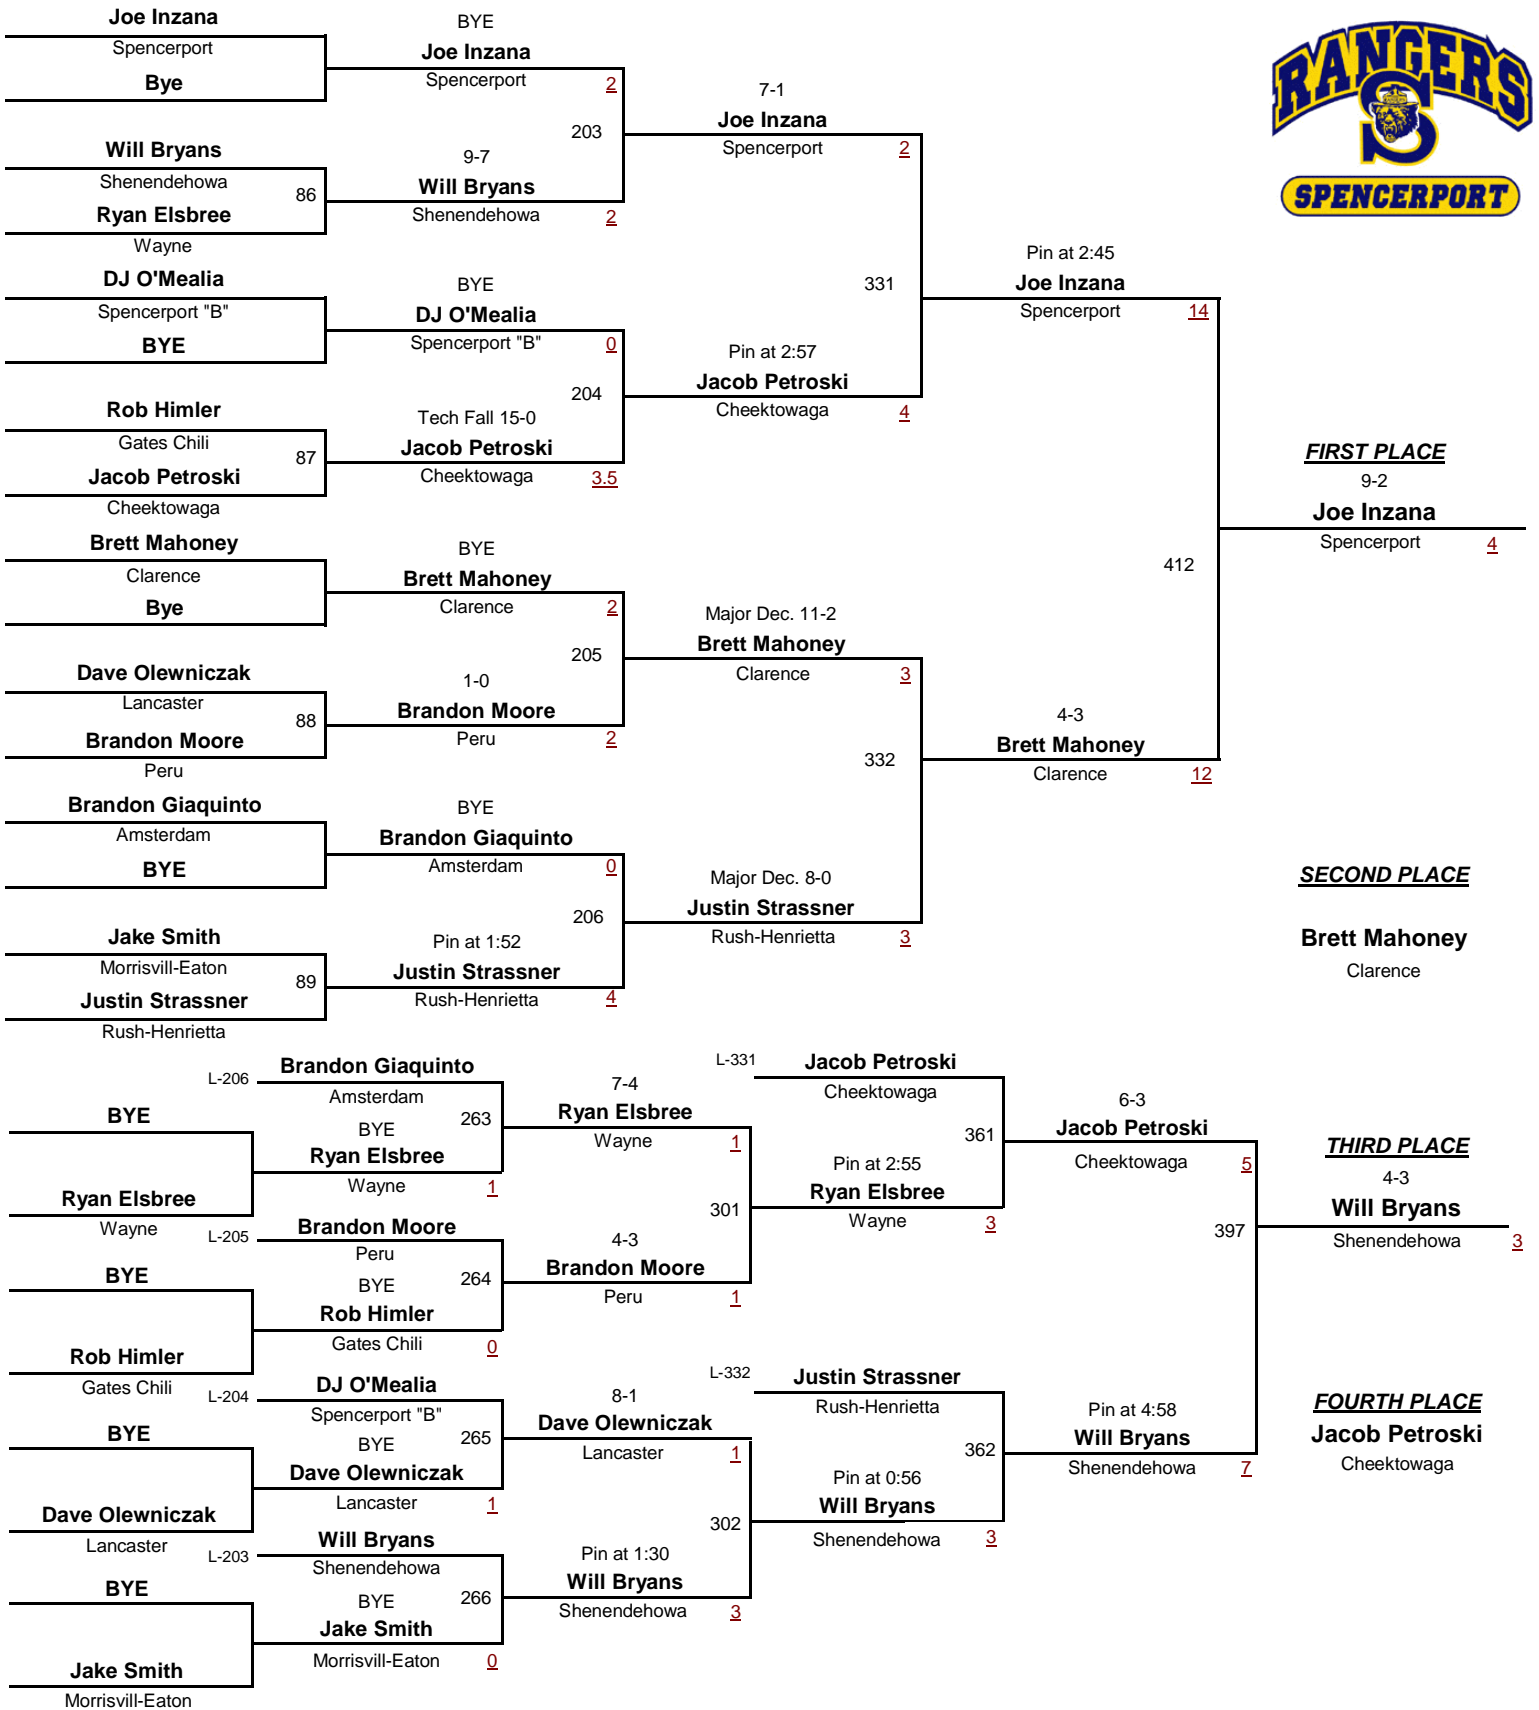 Joe Inzana
Spencerport
Bye
Will Bryans
Shenendehowa
86
Ryan Elsbree
Wayne
DJ O'Mealia
Spencerport "B"
BYE
Rob Himler
Gates Chili
87
Jacob Petroski
Cheektowaga
Brett Mahoney
Clarence
Bye
Dave Olewniczak
Lancaster
88
Brandon Moore
Peru
Brandon Giaquinto
Amsterdam
BYE
Jake Smith
Morrisvill-Eaton
89
Justin Strassner
Rush-Henrietta
BYE
Joe Inzana
Spencerport 2
203
9-7
Will Bryans
Shenendehowa 2
BYE
DJ O'Mealia
Spencerport "B" 0
204
Tech Fall 15-0
Jacob Petroski
Cheektowaga 3.5
BYE
Brett Mahoney
Clarence 2
205
1-0
Brandon Moore
Peru 2
BYE
Brandon Giaquinto
Amsterdam 0
206
Pin at 1:52
Justin Strassner
Rush-Henrietta 4
7-1
Joe Inzana
Spencerport 2
331
Pin at 2:57
Jacob Petroski
Cheektowaga 4
Major Dec. 11-2
Brett Mahoney
Clarence 3
332
Major Dec. 8-0
Justin Strassner
Rush-Henrietta 3
Pin at 2:45
Joe Inzana
Spencerport 14
412
4-3
Brett Mahoney
Clarence 12
RANGERS
S
SPENCERPORT
FIRST PLACE
9-2
Joe Inzana
Spencerport 4
SECOND PLACE
Brett Mahoney
Clarence
BYE
Ryan Elsbree
Wayne
BYE
Rob Himler
Gates Chili
BYE
Dave Olewniczak
Lancaster
BYE
Jake Smith
Morrisvill-Eaton
L-206 Brandon Giaquinto
Amsterdam
263
BYE
Ryan Elsbree
Wayne 1
L-205 Brandon Moore
Peru
264
BYE
Rob Himler
Gates Chili 0
L-204 DJ O'Mealia
Spencerport "B"
265
BYE
Dave Olewniczak
Lancaster 1
L-203 Will Bryans
Shenendehowa
266
BYE
Jake Smith
Morrisvill-Eaton 0
7-4
Ryan Elsbree
Wayne 1
301
4-3
Brandon Moore
Peru 1
8-1
Dave Olewniczak
Lancaster 1
302
Pin at 1:30
Will Bryans
Shenendehowa 3
L-331 Jacob Petroski
Cheektowaga
361
Pin at 2:55
Ryan Elsbree
Wayne 3
L-332 Justin Strassner
Rush-Henrietta
362
Pin at 0:56
Will Bryans
Shenendehowa 3
6-3
Jacob Petroski
Cheektowaga 5
397
Pin at 4:58
Will Bryans
Shenendehowa 7
THIRD PLACE
4-3
Will Bryans
Shenendehowa 3
FOURTH PLACE
Jacob Petroski
Cheektowaga